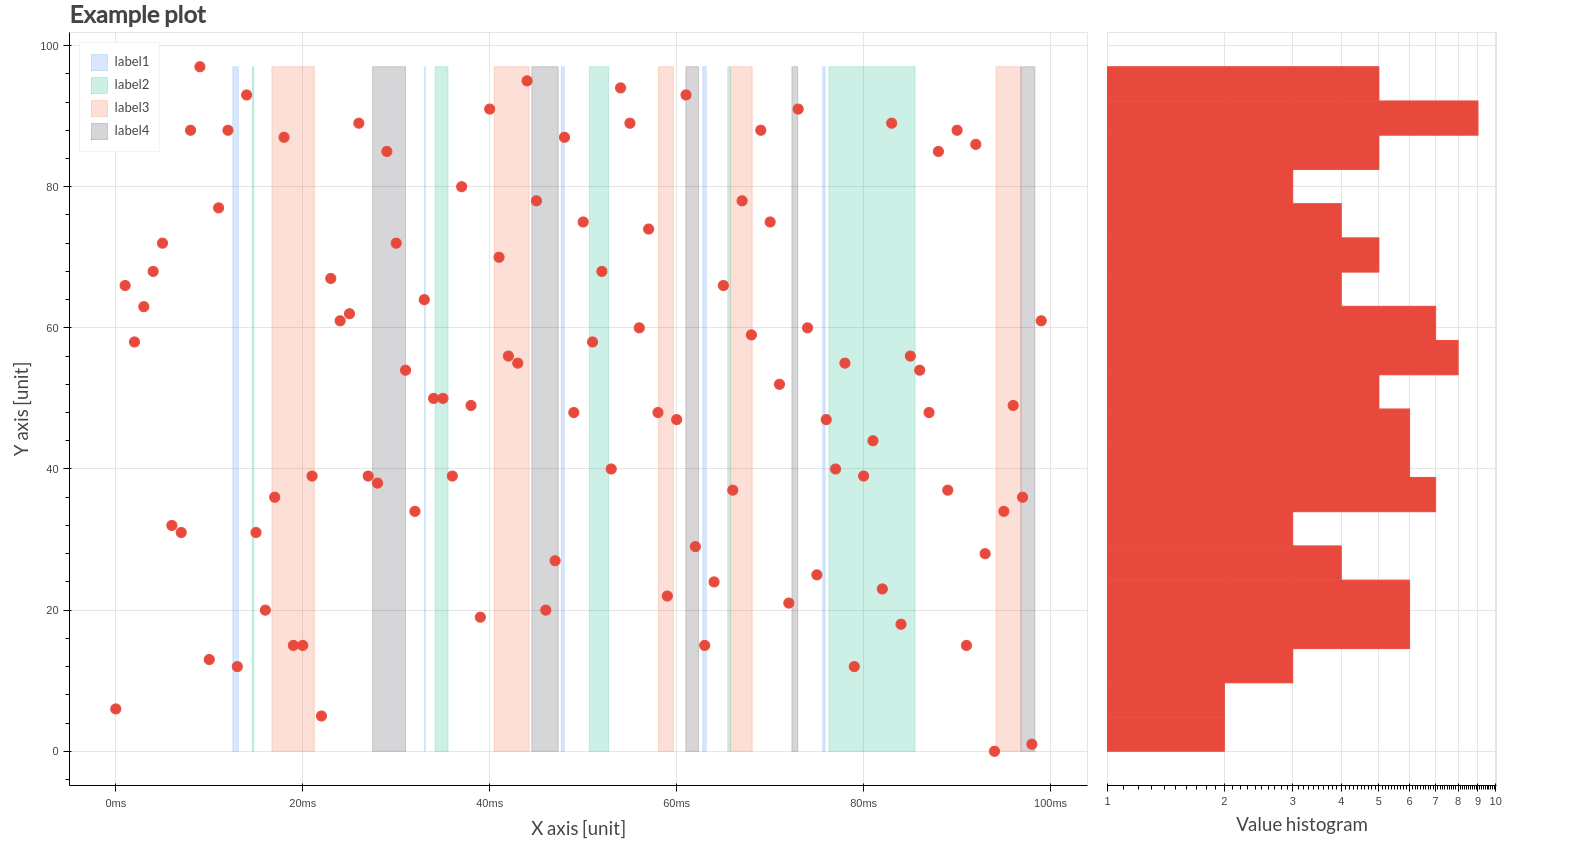 Example plot
label1
label2
label3
label4
100
80
60
40
20
0
Y axis [unit]
0ms 20ms 40ms 60ms 80ms 100ms
X axis [unit]
1 2 3 4 5 6 7 8 9 10
Value histogram